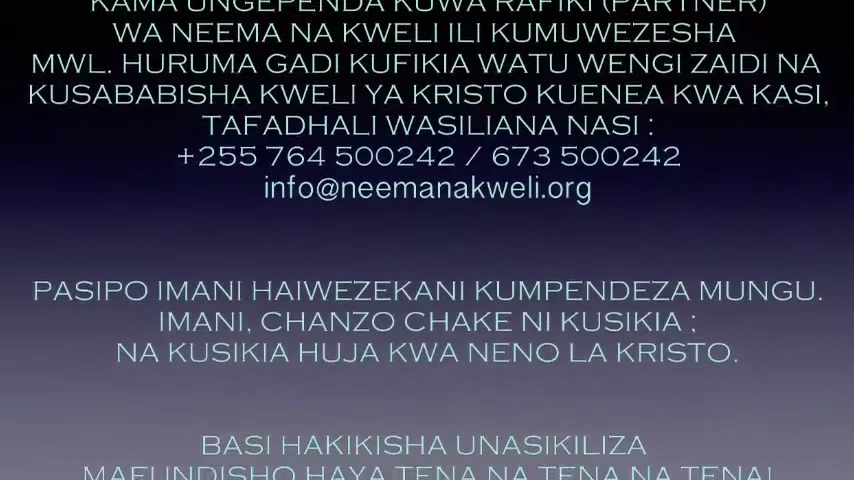 KAMA UNGEPENDA KUWA RAFIKI (PARTNER)
WA NEEMA NA KWELI ILI KUMUWEZESHA
MWL. HURUMA GADI KUFIKIA WATU WENGI ZAIDI NA
KUSABABISHA KWELI YA KRISTO KUENEA KWA KASI,
TAFADHALI WASILIANA NASI :
+255 764 500242 / 673 500242
info@neemanakweli.org
PASIPO IMANI HAIWEZEKANI KUMPENDEZA MUNGU.
IMANI, CHANZO CHAKE NI KUSIKIA ;
NA KUSIKIA HUJA KWA NENO LA KRISTO.
BASI HAKIKISHA UNASIKILIZA
MAFUNDISHO HAYA TENA NA TENA NA TENA!